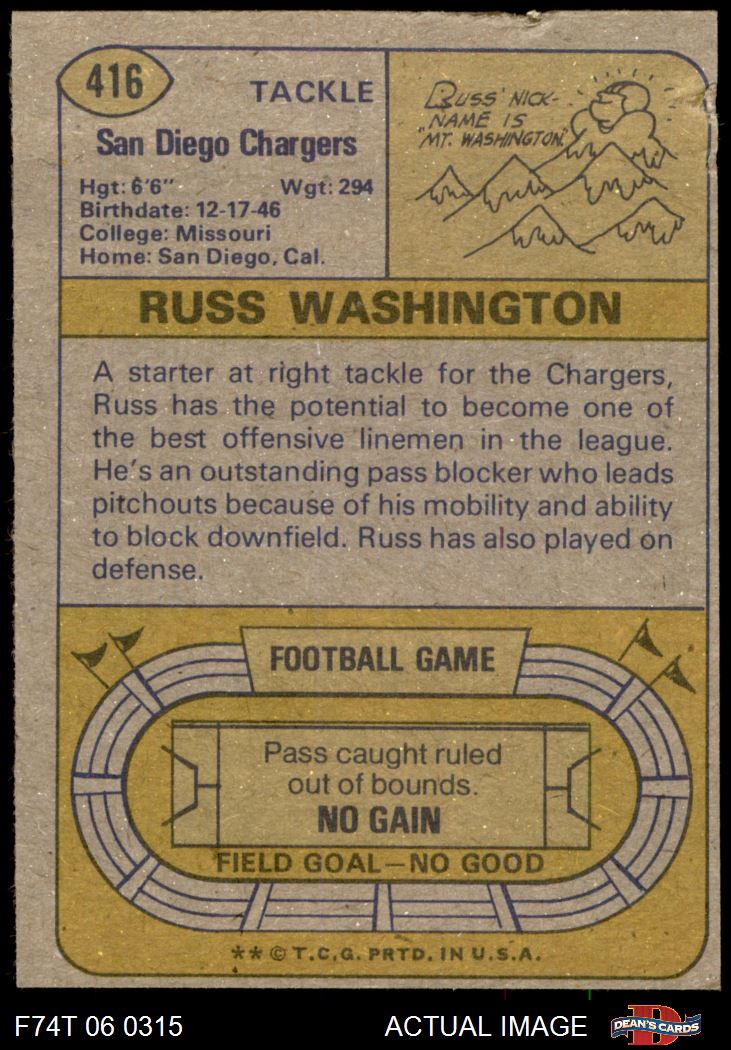 416
TACKLE
San Diego Chargers
Hgt: 6'6" Wgt: 294
Birthdate: 12-17-46
College: Missouri
Home: San Diego, Cal.
RUSS' NICK-
NAME IS
"MT. WASHINGTON."
RUSS WASHINGTON
A starter at right tackle for the Chargers,
Russ has the potential to become one of
the best offensive linemen in the league.
He's an outstanding pass blocker who leads
pitchouts because of his mobility and ability
to block downfield. Russ has also played on
defense.
FOOTBALL GAME
Pass caught ruled
out of bounds.
NO GAIN
FIELD GOAL—NO GOOD
** © T.C.G. PRTD. IN U.S.A.
F74T 06 0315 ACTUAL IMAGE
D
DEAN'S CARDS